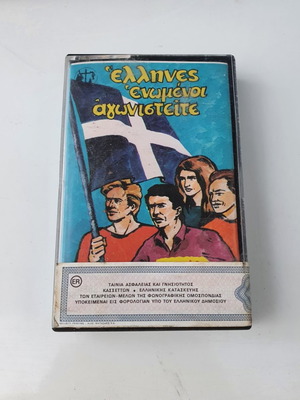 Έλληνες
ενωμένοι
αγωνιστείτε
ER
ΤΑΙΝΙΑ ΑΣΦΑΛΕΙΑΣ ΚΑΙ ΓΝΗΣΙΟΤΗΤΟΣ
ΚΑΣΣΕΤΤΩΝ • ΕΛΛΗΝΙΚΗΣ ΚΑΤΑΣΚΕΥΗΣ
ΤΩΝ ΕΤΑΙΡΕΙΩΝ-ΜΕΛΩΝ ΤΗΣ ΦΩΝΟΓΡΑΦΙΚΗΣ ΟΜΟΣΠΟΝΔΙΑΣ
ΥΠΟΚΕΙΜΕΝΑΙ ΕΙΣ ΦΟΡΟΛΟΓΙΑΝ ΥΠΟ ΤΟΥ ΕΛΛΗΝΙΚΟΥ ΔΗΜΟΣΙΟΥ